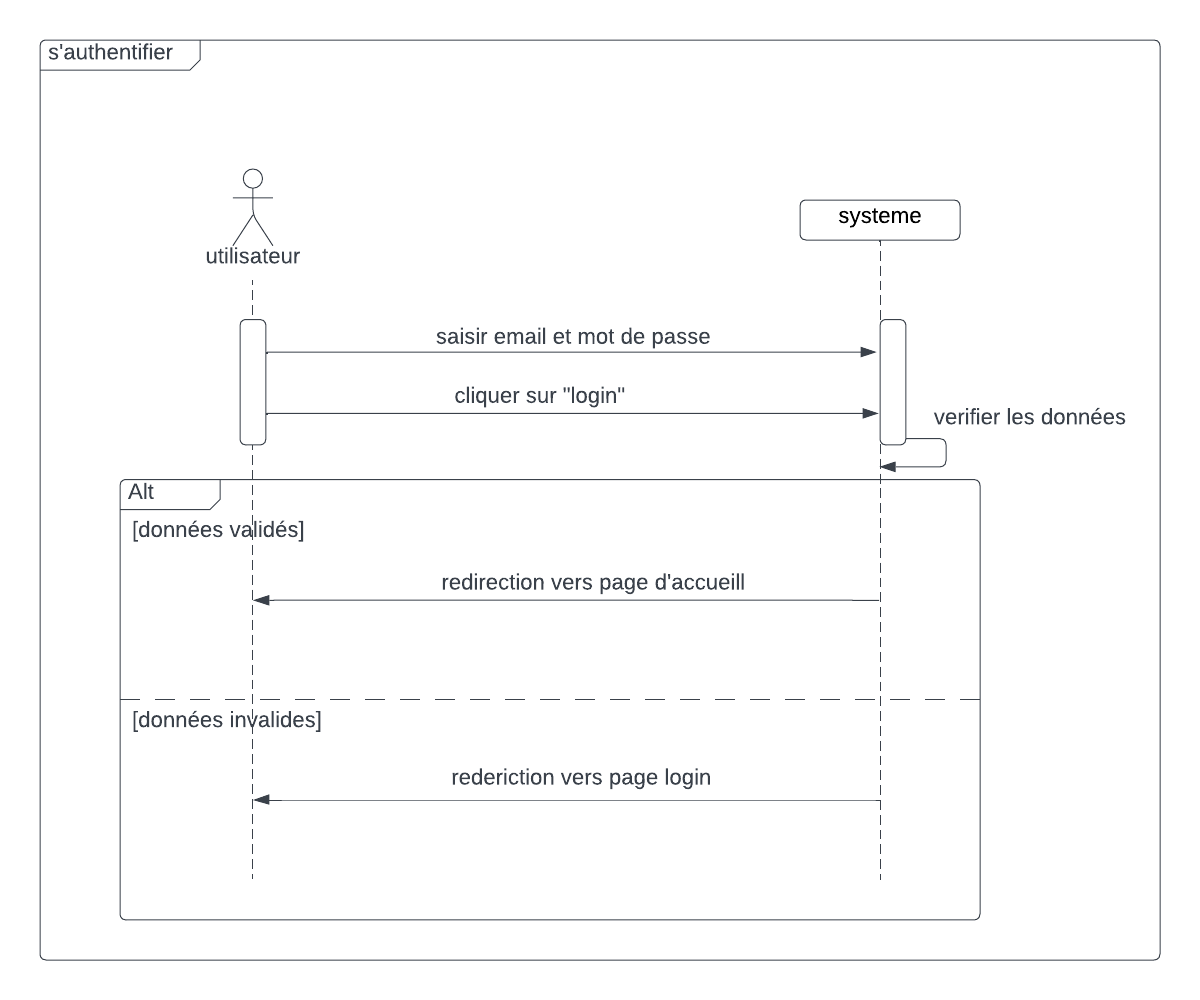 s'authentifier
systeme
utilisateur
saisir email et mot de passe
cliquer sur "login"
verifier les données
Alt
[données validés]
redirection vers page d'accueill
[données invalides]
rederiction vers page login